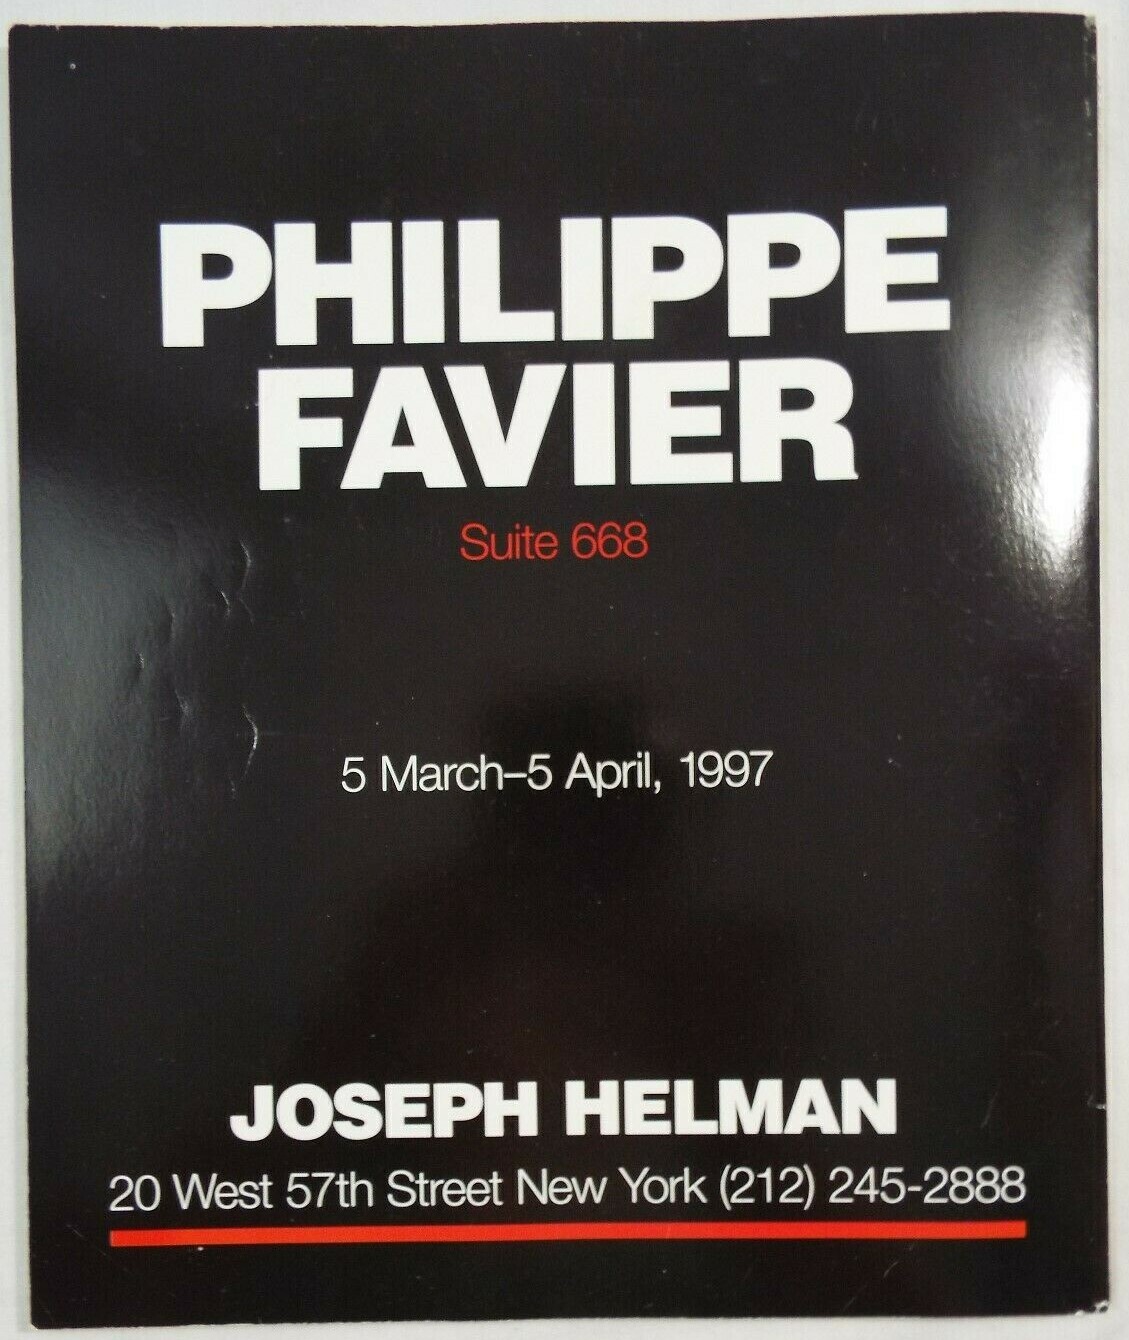 PHILIPPE
FAVIER
Suite 668
5 March–5 April, 1997
JOSEPH HELMAN
20 West 57th Street New York (212) 245-2888